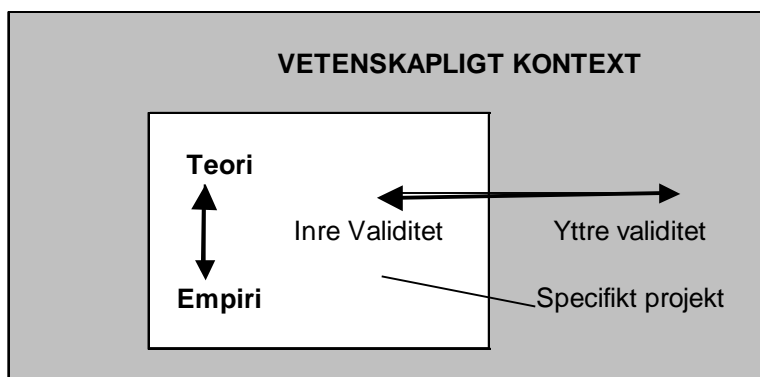 VETENSKAPLIGT KONTEXT
Teori
Inre Validitet
Yttre validitet
Empiri
Specifikt projekt